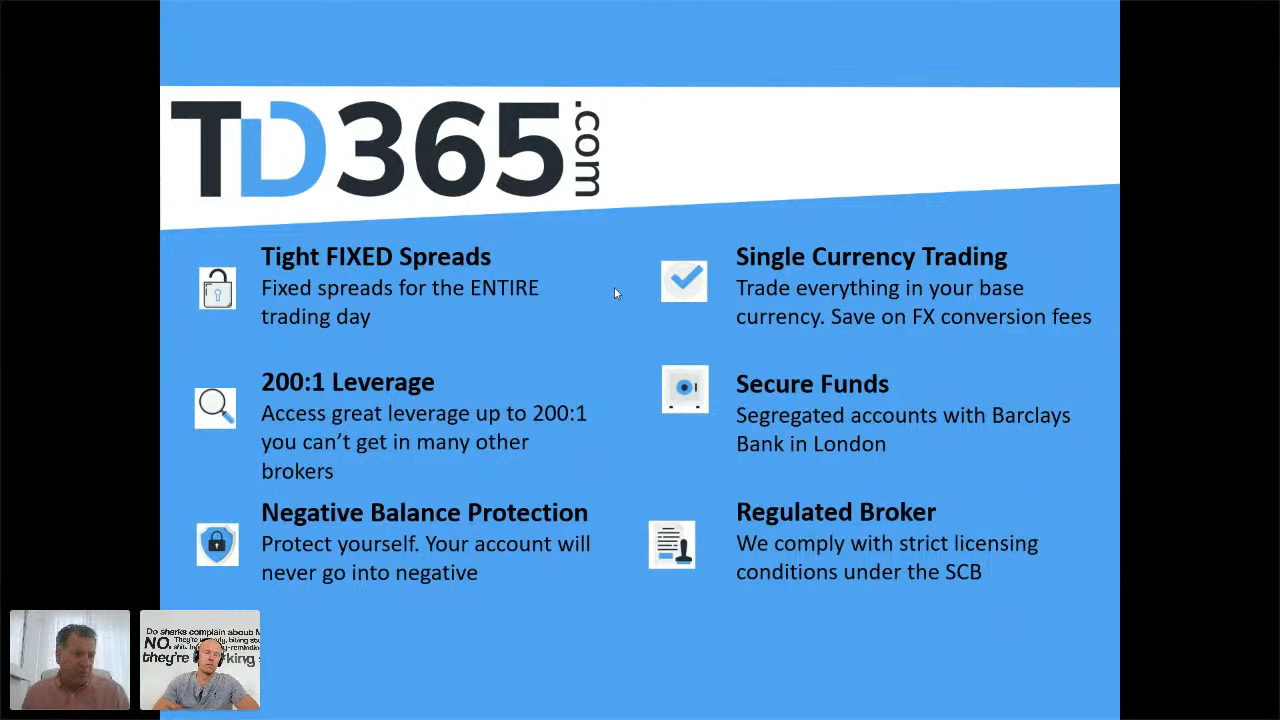 TD365.com
Tight FIXED Spreads
Fixed spreads for the ENTIRE
trading day
200:1 Leverage
Access great leverage up to 200:1
you can’t get in many other
brokers
Negative Balance Protection
Protect yourself. Your account will
never go into negative
Single Currency Trading
Trade everything in your base
currency. Save on FX conversion fees
Secure Funds
Segregated accounts with Barclays
Bank in London
Regulated Broker
We comply with strict licensing
conditions under the SCB
Do sharks complain about M
NO. They're
they're king